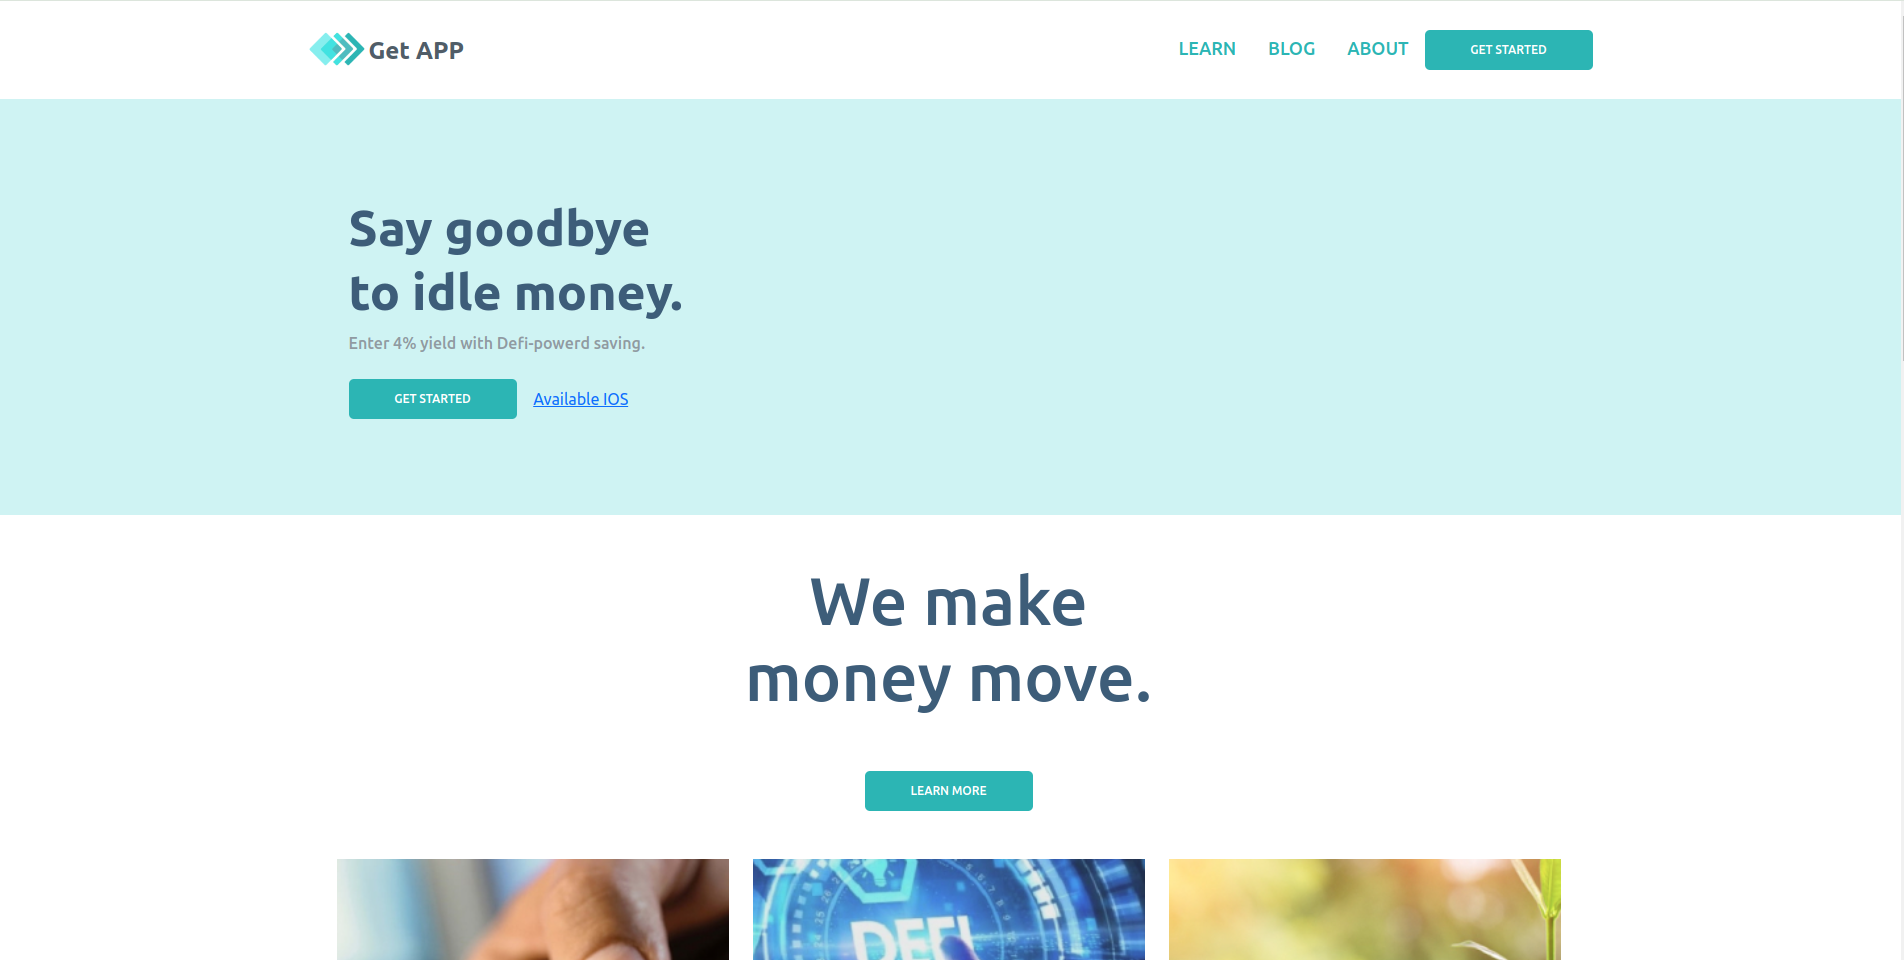 Get APP
LEARN
BLOG
ABOUT
GET STARTED
Say goodbye
to idle money.
Enter 4% yield with Defi-powerd saving.
GET STARTED
Available IOS
We make
money move.
LEARN MORE
DEFI